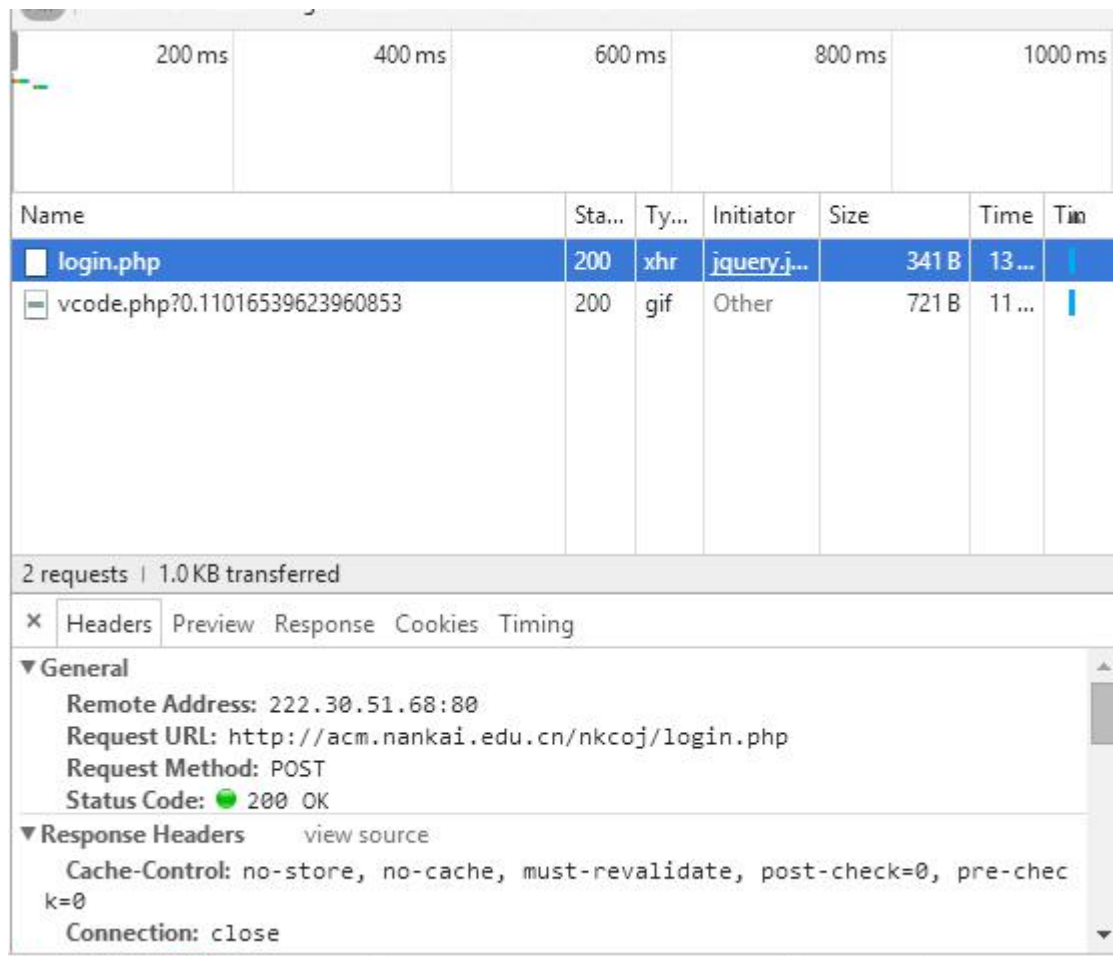 200 ms 400 ms 600 ms 800 ms 1000 ms
Name Sta... Ty... Initiator Size Time
login.php 200 xhr jquery.j... 341 B 13 ...
vcode.php?0.11016539623960853 200 gif Other 721 B 11 ...
2 requests | 1.0 KB transferred
× Headers Preview Response Cookies Timing
▼General
Remote Address: 222.30.51.68:80
Request URL: http://acm.nankai.edu.cn/nkcoj/login.php
Request Method: POST
Status Code: 200 OK
▼Response Headers view source
Cache-Control: no-store, no-cache, must-revalidate, post-check=0, pre-chec
k=0
Connection: close